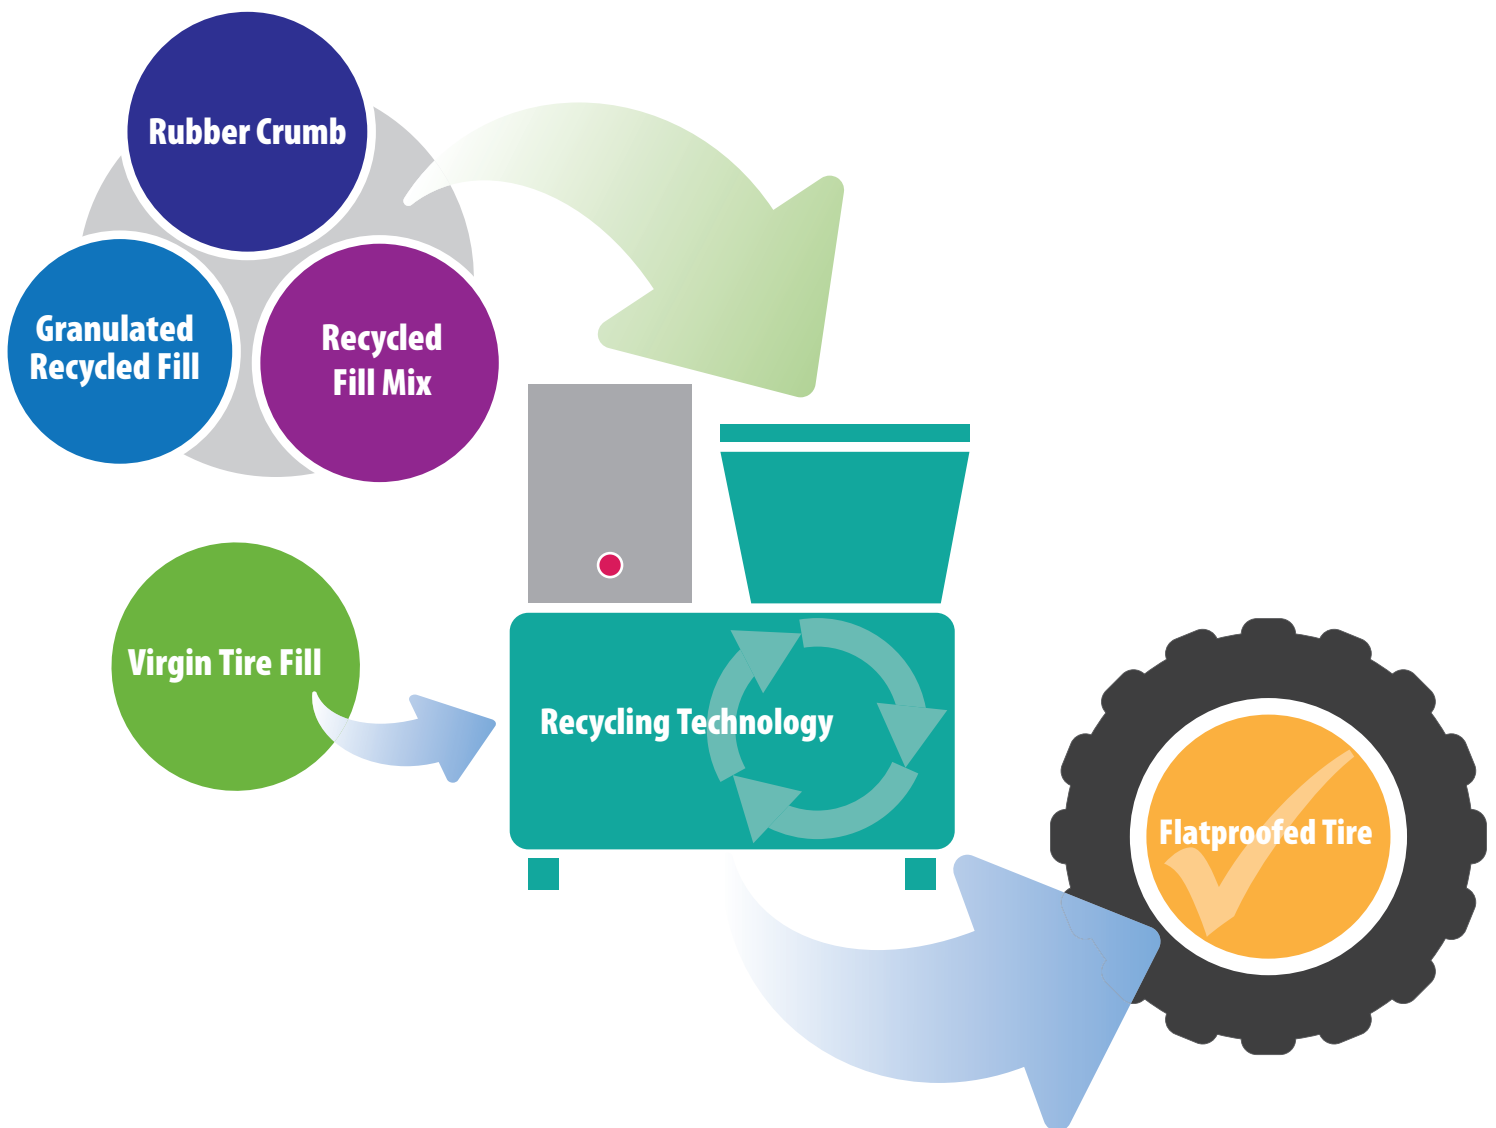 Rubber Crumb
Granulated
Recycled Fill
Recycled
Fill Mix
Virgin Tire Fill
Recycling Technology
Flatproofed Tire